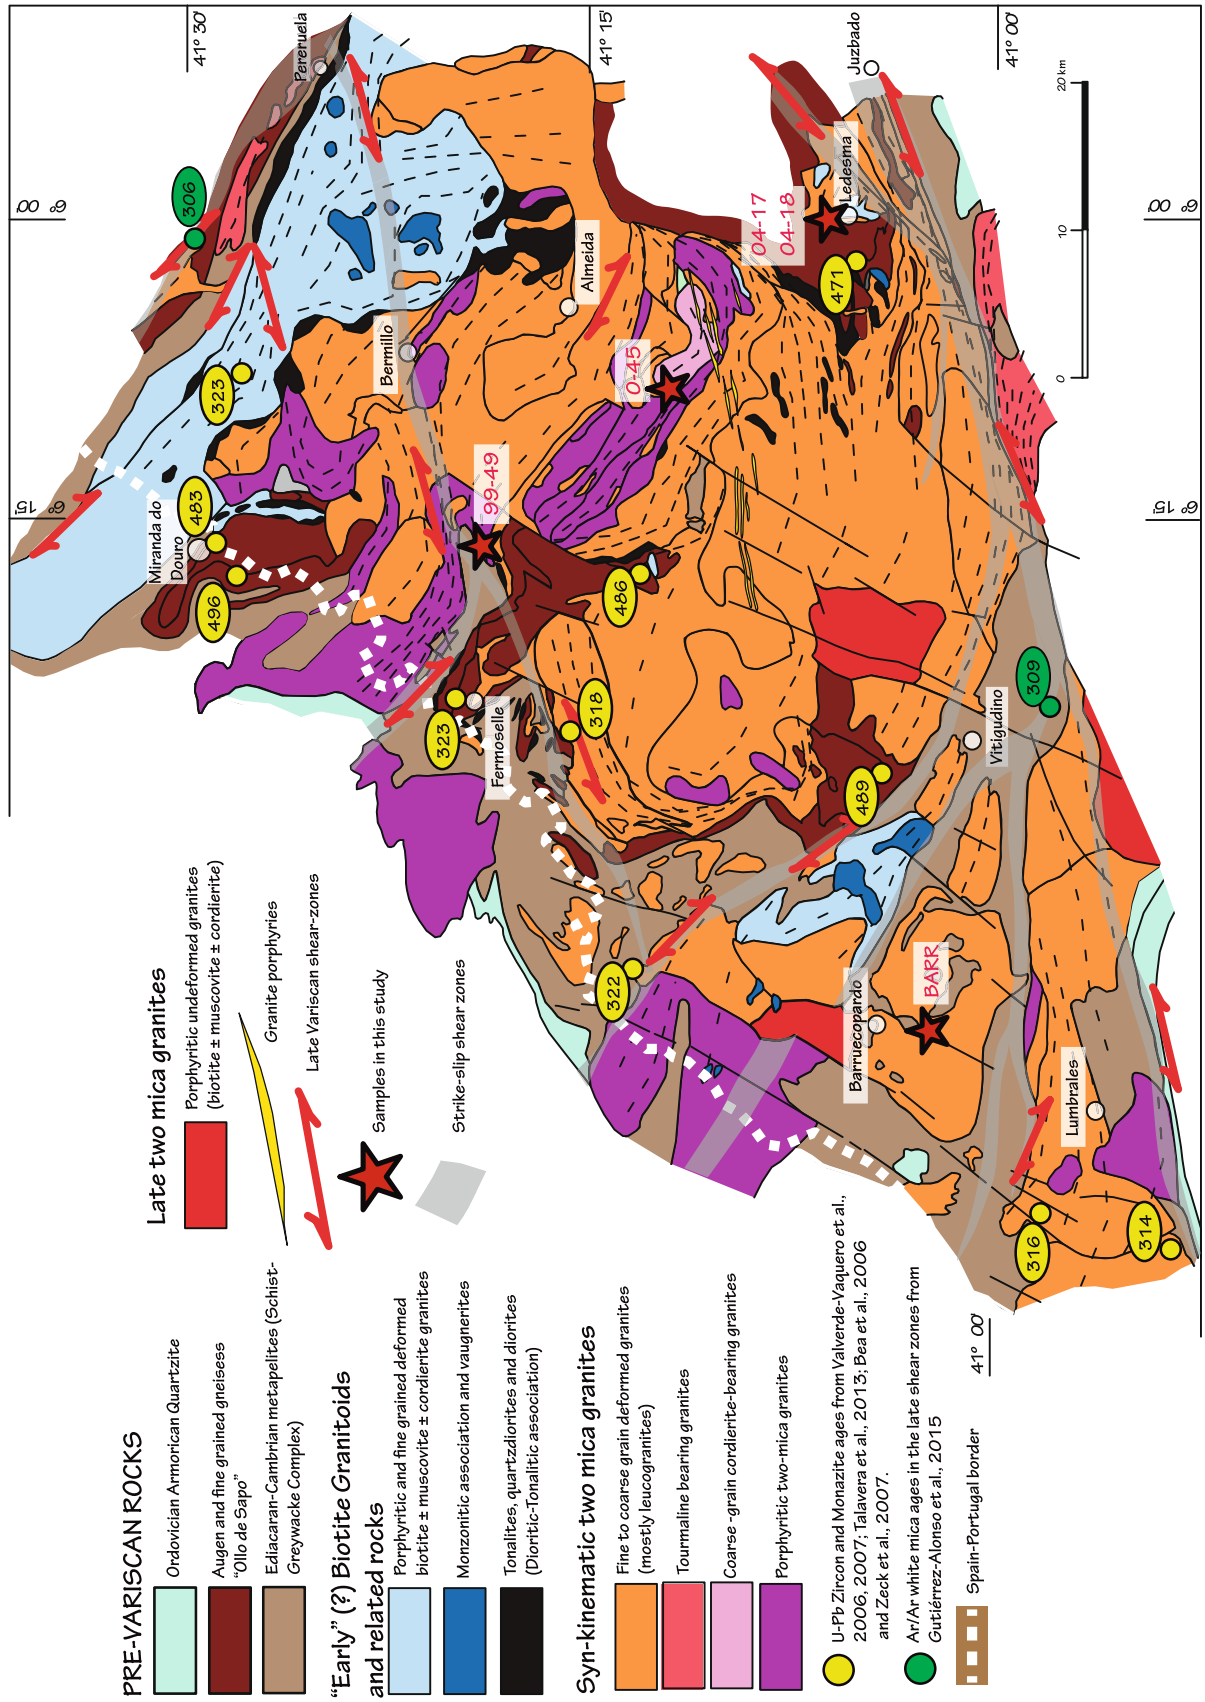 PRE-VARISCAN ROCKS
Ordovician Armorican Quartzite
Augen and fine grained gneisess
"Ollo de Sapo"
Ediacaran-Cambrian metapelites (Schist-
Greywacke Complex)
"Early" (?) Biotite Granitoids
and related rocks
Porphyritic and fine grained deformed
biotite ± muscovite ± cordierite granites
Monzonitic association and vaugnerites
Tonalites, quartzdiorites and diorite
(Dioritic-Tonalitic association)
Syn-kinematic two mica granites
Fine to coarse grain deformed granites
(mostly leucogranites)
Tourmaline bearing granites
Coarse -grain cordierite-bearing granites
Porphyritic two-mica granites
U-Pb Zircon and Monazite ages from Valverde-Vaquero et al.,
2006, 2007; Talavera et al., 2013; Bea et al., 2006
and Zeck et al., 2007.
Ar/Ar white mica ages in the late shear zones from
Gutiérrez-Alonso et al., 2015
Spain-Portugal border
Late two mica granites
Porphyritic undeformed granites
(biotite ± muscovite ± cordierite)
Granite porphyries
Late Variscan shear-zones
Samples in this study
Strike-slip shear zones
6º 15'
6º 00'
41º 30'
41º 15'
41º 00'
41º 00'
6º 15'
6º 00'
Pereruela
306
323
483
Miranda do
Douro
496
Bermillo
Almeida
99-49
0-45
04-17
04-18
Ledesma
Juzbado
471
486
323
Fermoselle
318
489
Vitigudino
309
322
Barruecopardo
BARR
Lumbrales
316
314
0
10
20 km